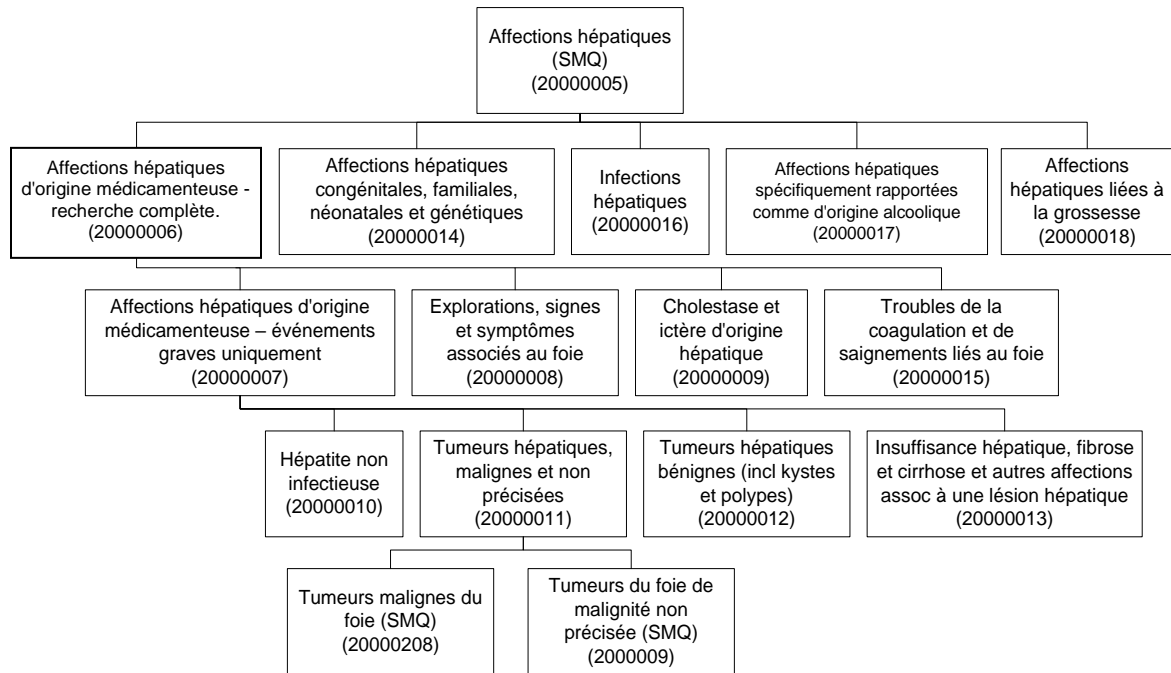 Affections hépatiques
(SMQ)
(20000005)
Affections hépatiques
d'origine médicamenteuse -
recherche complète.
(20000006)
Affections hépatiques
congénitales, familiales,
néonatales et génétiques
(20000014)
Infections
hépatiques
(20000016)
Affections hépatiques
spécifiquement rapportées
comme d'origine alcoolique
(20000017)
Affections
hépatiques liées à
la grossesse
(20000018)
Affections hépatiques d'origine
médicamenteuse – événements
graves uniquement
(20000007)
Explorations, signes
et symptômes
associés au foie
(20000008)
Cholestase et
ictère d'origine
hépatique
(20000009)
Troubles de la
coagulation et de
saignements liés au foie
(20000015)
Hépatite non
infectieuse
(20000010)
Tumeurs hépatiques,
malignes et non
précisées
(20000011)
Tumeurs hépatiques
bénignes (incl kystes
et polypes)
(20000012)
Insuffisance hépatique, fibrose
et cirrhose et autres affections
assoc à une lésion hépatique
(20000013)
Tumeurs malignes du
foie (SMQ)
(20000208)
Tumeurs du foie de
malignité non
précisée (SMQ)
(2000009)